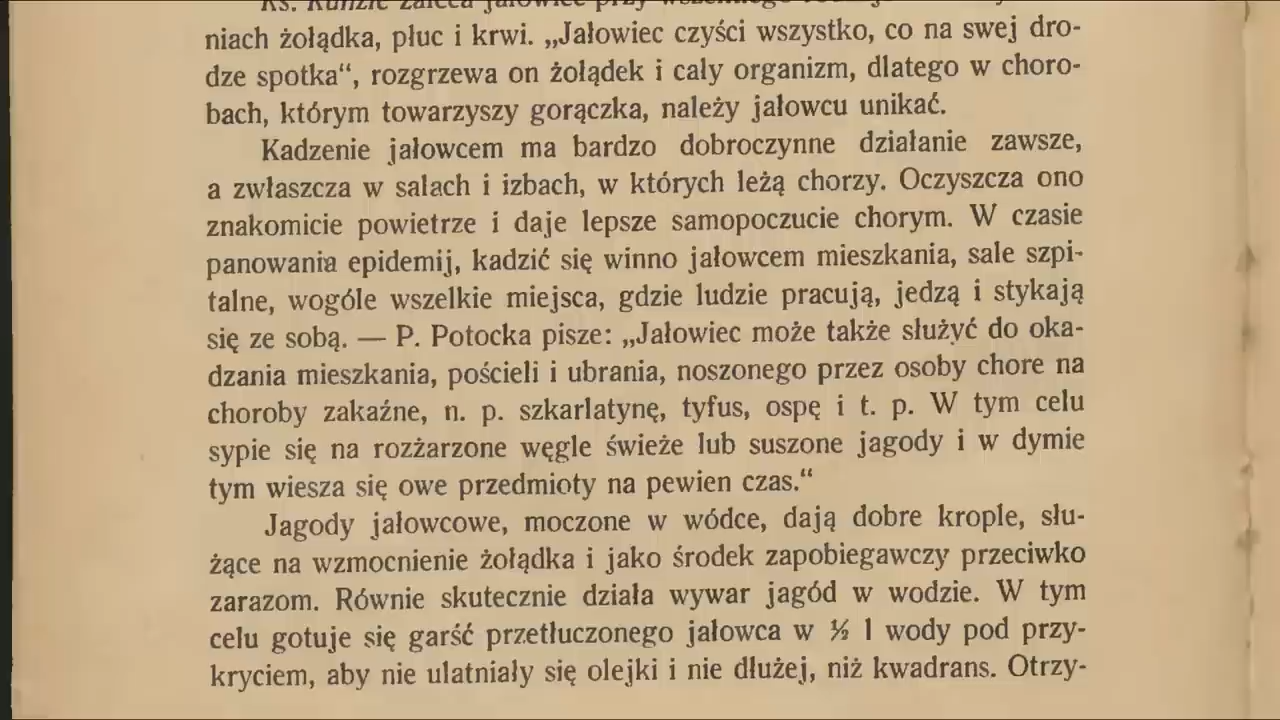 Ks. Künzle zaleca jałowiec przy wszelkiego
niach żołądka, płuc i krwi. „Jałowiec czyści wszystko, co na swej dro-
dze spotka“, rozgrzewa on żołądek i cały organizm, dlatego w choro-
bach, którym towarzyszy gorączka, należy jałowcu unikać.
Kadzenie jałowcem ma bardzo dobroczynne działanie zawsze,
a zwłaszcza w salach i izbach, w których leżą chorzy. Oczyszcza ono
znakomicie powietrze i daje lepsze samopoczucie chorym. W czasie
panowania epidemij, kadzić się winno jałowcem mieszkania, sale szpi-
talne, wogóle wszelkie miejsca, gdzie ludzie pracują, jedzą i stykają
się ze sobą. — P. Potocka pisze: „Jałowiec może także służyć do oka-
dzania mieszkania, pościeli i ubrania, noszonego przez osoby chore na
choroby zakaźne, n. p. szkarlatynę, tyfus, ospę i t. p. W tym celu
sypie się na rozżarzone węgle świeże lub suszone jagody i w dymie
tym wiesza się owe przedmioty na pewien czas.“
Jagody jałowcowe, moczone w wódce, dają dobre krople, słu-
żące na wzmocnienie żołądka i jako środek zapobiegawczy przeciwko
zarazom. Równie skutecznie działa wywar jagód w wodzie. W tym
celu gotuje się garść przetłuczonego jałowca w ½ l wody pod przy-
kryciem, aby nie ulatniały się olejki i nie dłużej, niż kwadrans. Otrzy-